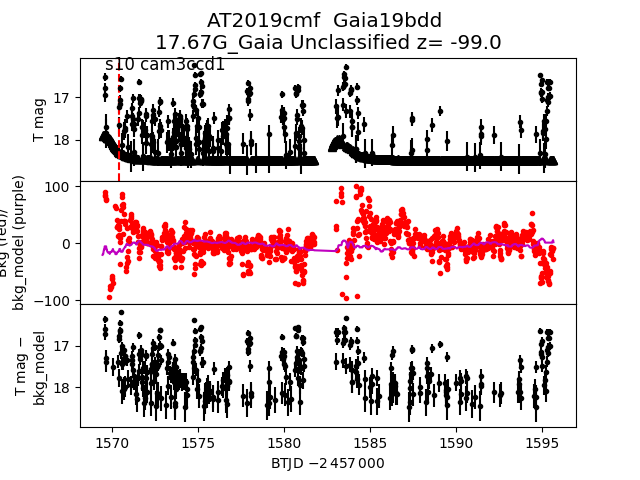 AT2019cmf  Gaia19bdd
17.67G_Gaia Unclassified z= -99.0
s10 cam3ccd1
T mag
17
18
Bkg (red)/
bkg_model (purple)
100
0
−100
T mag −
bkg_model
17
18
1570 1575 1580 1585 1590 1595
BTJD −2 457 000